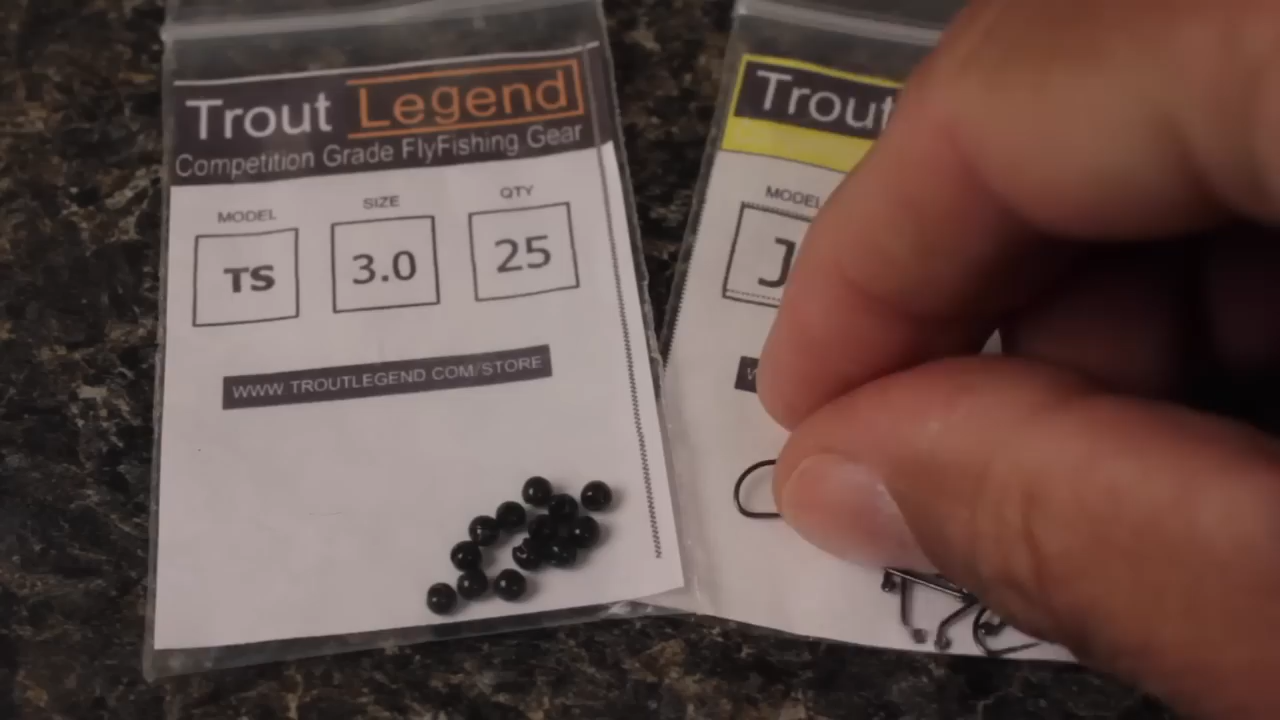 Trout Legend
Competition Grade FlyFishing Gear
MODEL SIZE QTY
TS 3.0 25
WWW.TROUTLEGEND.COM/STORE
Trout
MODEL
J
W